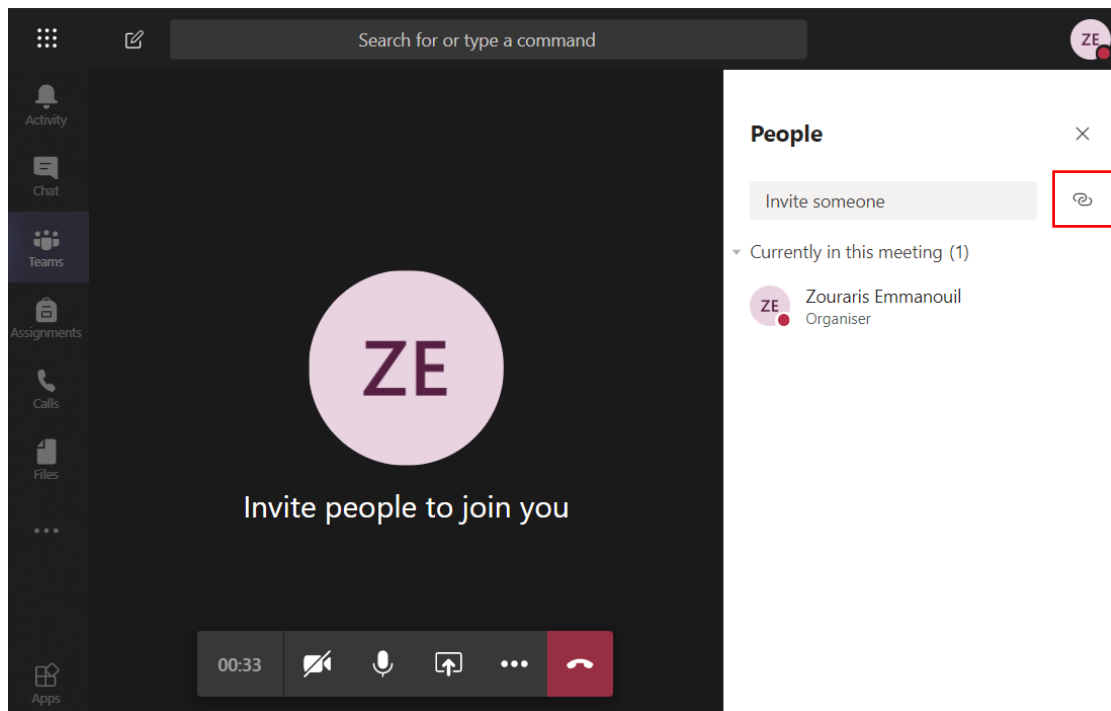 Search for or type a command
ZE
Activity
Chat
Teams
Assignments
Calls
Files
Apps
ZE
Invite people to join you
00:33
People
Invite someone
Currently in this meeting (1)
ZE
Zouraris Emmanouil
Organiser